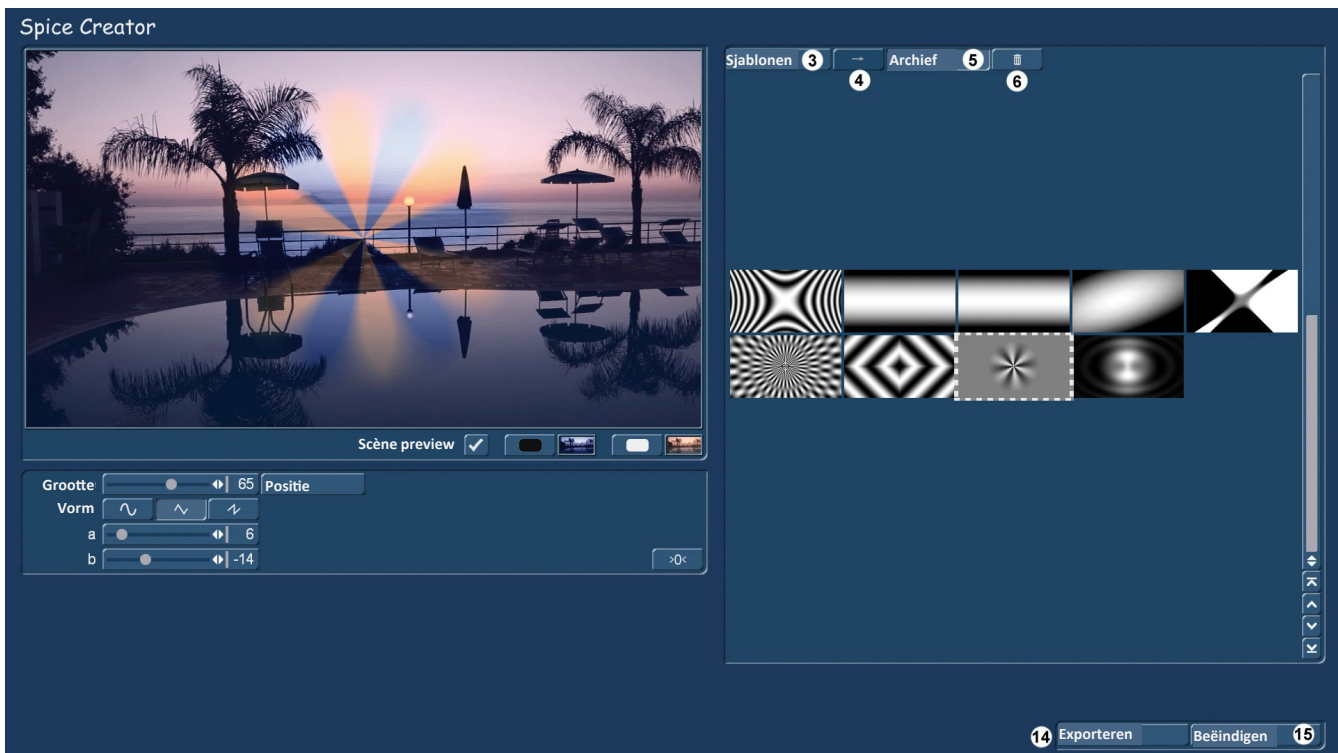 Spice Creator
Sjablonen 3 → Archief 5
4 6
Scène preview
Grootte 65 Positie
Vorm
a 6
b -14 >0<
14 Exporteren Beëindigen 15